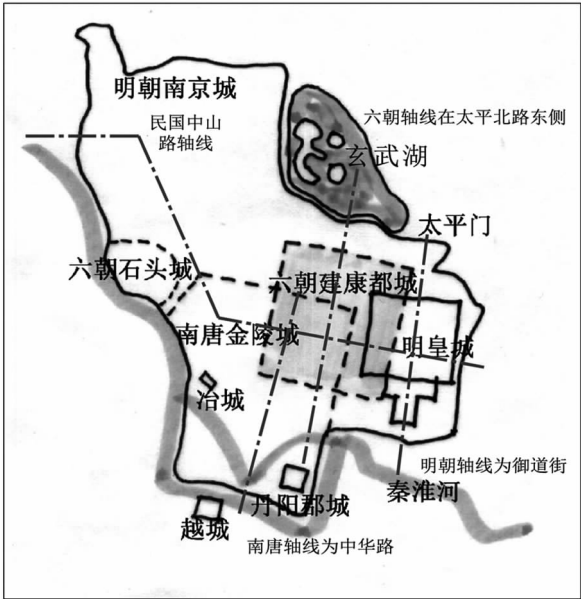 明朝南京城
民国中山
路轴线
六朝轴线在太平北路东侧
玄武湖
太平门
六朝石头城
六朝建康都城
南唐金陵城
明皇城
冶城
明朝轴线为御道街
秦淮河
丹阳郡城
越城
南唐轴线为中华路